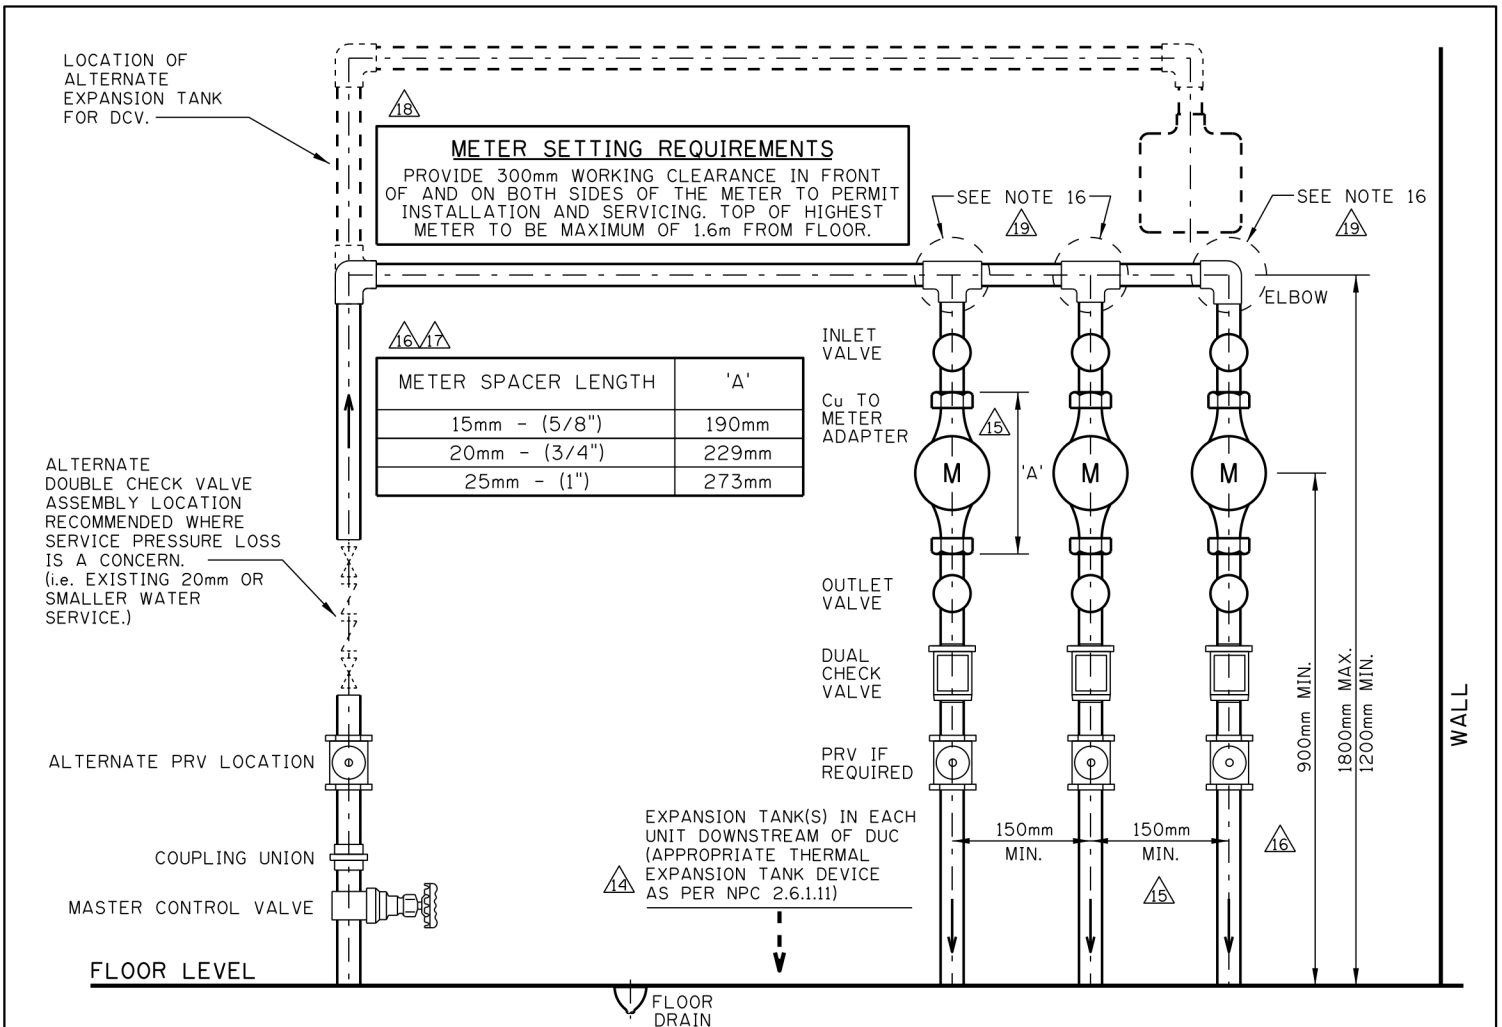 LOCATION OF
ALTERNATE
EXPANSION TANK
FOR DCV.
18
METER SETTING REQUIREMENTS
PROVIDE 300mm WORKING CLEARANCE IN FRONT
OF AND ON BOTH SIDES OF THE METER TO PERMIT
INSTALLATION AND SERVICING. TOP OF HIGHEST
METER TO BE MAXIMUM OF 1.6m FROM FLOOR.
SEE NOTE 16
19
SEE NOTE 16
19
ELBOW
16 17
METER SPACER LENGTH 'A'
15mm - (5/8") 190mm
20mm - (3/4") 229mm
25mm - (1") 273mm
INLET
VALVE
Cu TO
METER
ADAPTER
15
'A'
M M M
ALTERNATE
DOUBLE CHECK VALVE
ASSEMBLY LOCATION
RECOMMENDED WHERE
SERVICE PRESSURE LOSS
IS A CONCERN.
(i.e. EXISTING 20mm OR
SMALLER WATER
SERVICE.)
OUTLET
VALVE
DUAL
CHECK
VALVE
PRV IF
REQUIRED
900mm MIN.
1800mm MAX.
1200mm MIN.
WALL
ALTERNATE PRV LOCATION
COUPLING UNION
MASTER CONTROL VALVE
14
EXPANSION TANK(S) IN EACH
UNIT DOWNSTREAM OF DUC
(APPROPRIATE THERMAL
EXPANSION TANK DEVICE
AS PER NPC 2.6.1.11)
150mm
MIN.
150mm
MIN.
15
16
FLOOR LEVEL
FLOOR
DRAIN